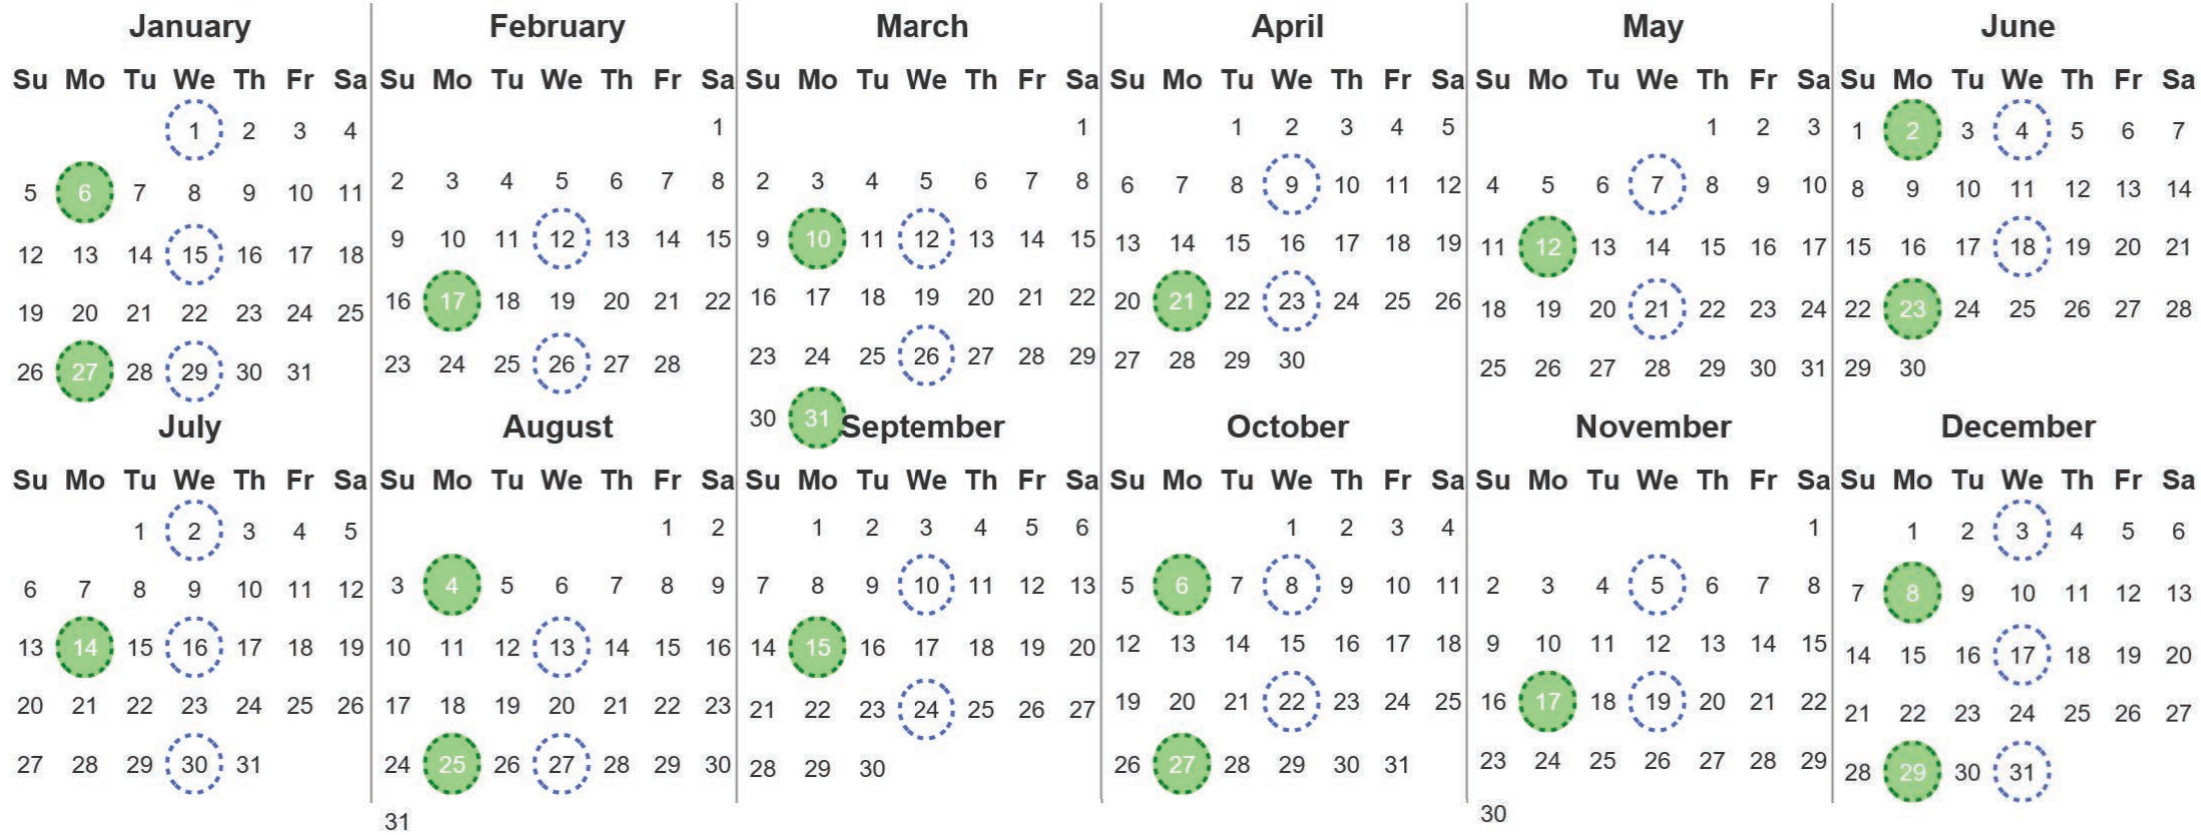 January February March April May June
Su Mo Tu We Th Fr Sa Su Mo Tu We Th Fr Sa Su Mo Tu We Th Fr Sa Su Mo Tu We Th Fr Sa Su Mo Tu We Th Fr Sa Su Mo Tu We Th Fr Sa
1 2 3 4 1 1 1 2 3 4 5 1 2 3 1 2 3 4 5 6 7
5 6 7 8 9 10 11 2 3 4 5 6 7 8 2 3 4 5 6 7 8 6 7 8 9 10 11 12 4 5 6 7 8 9 10 8 9 10 11 12 13 14
12 13 14 15 16 17 18 9 10 11 12 13 14 15 9 10 11 12 13 14 15 13 14 15 16 17 18 19 11 12 13 14 15 16 17 15 16 17 18 19 20 21
19 20 21 22 23 24 25 16 17 18 19 20 21 22 16 17 18 19 20 21 22 20 21 22 23 24 25 26 18 19 20 21 22 23 24 22 23 24 25 26 27 28
26 27 28 29 30 31 23 24 25 26 27 28 23 24 25 26 27 28 29 27 28 29 30 25 26 27 28 29 30 31 29 30
30 31
July August September October November December
Su Mo Tu We Th Fr Sa Su Mo Tu We Th Fr Sa Su Mo Tu We Th Fr Sa Su Mo Tu We Th Fr Sa Su Mo Tu We Th Fr Sa Su Mo Tu We Th Fr Sa
1 2 3 4 5 1 2 1 2 3 4 5 6 1 2 3 4 1 1 2 3 4 5 6
6 7 8 9 10 11 12 3 4 5 6 7 8 9 7 8 9 10 11 12 13 5 6 7 8 9 10 11 2 3 4 5 6 7 8 7 8 9 10 11 12 13
13 14 15 16 17 18 19 10 11 12 13 14 15 16 14 15 16 17 18 19 20 12 13 14 15 16 17 18 9 10 11 12 13 14 15 14 15 16 17 18 19 20
20 21 22 23 24 25 26 17 18 19 20 21 22 23 21 22 23 24 25 26 27 19 20 21 22 23 24 25 16 17 18 19 20 21 22 21 22 23 24 25 26 27
27 28 29 30 31 24 25 26 27 28 29 30 28 29 30 26 27 28 29 30 31 23 24 25 26 27 28 29 28 29 30 31
31 30